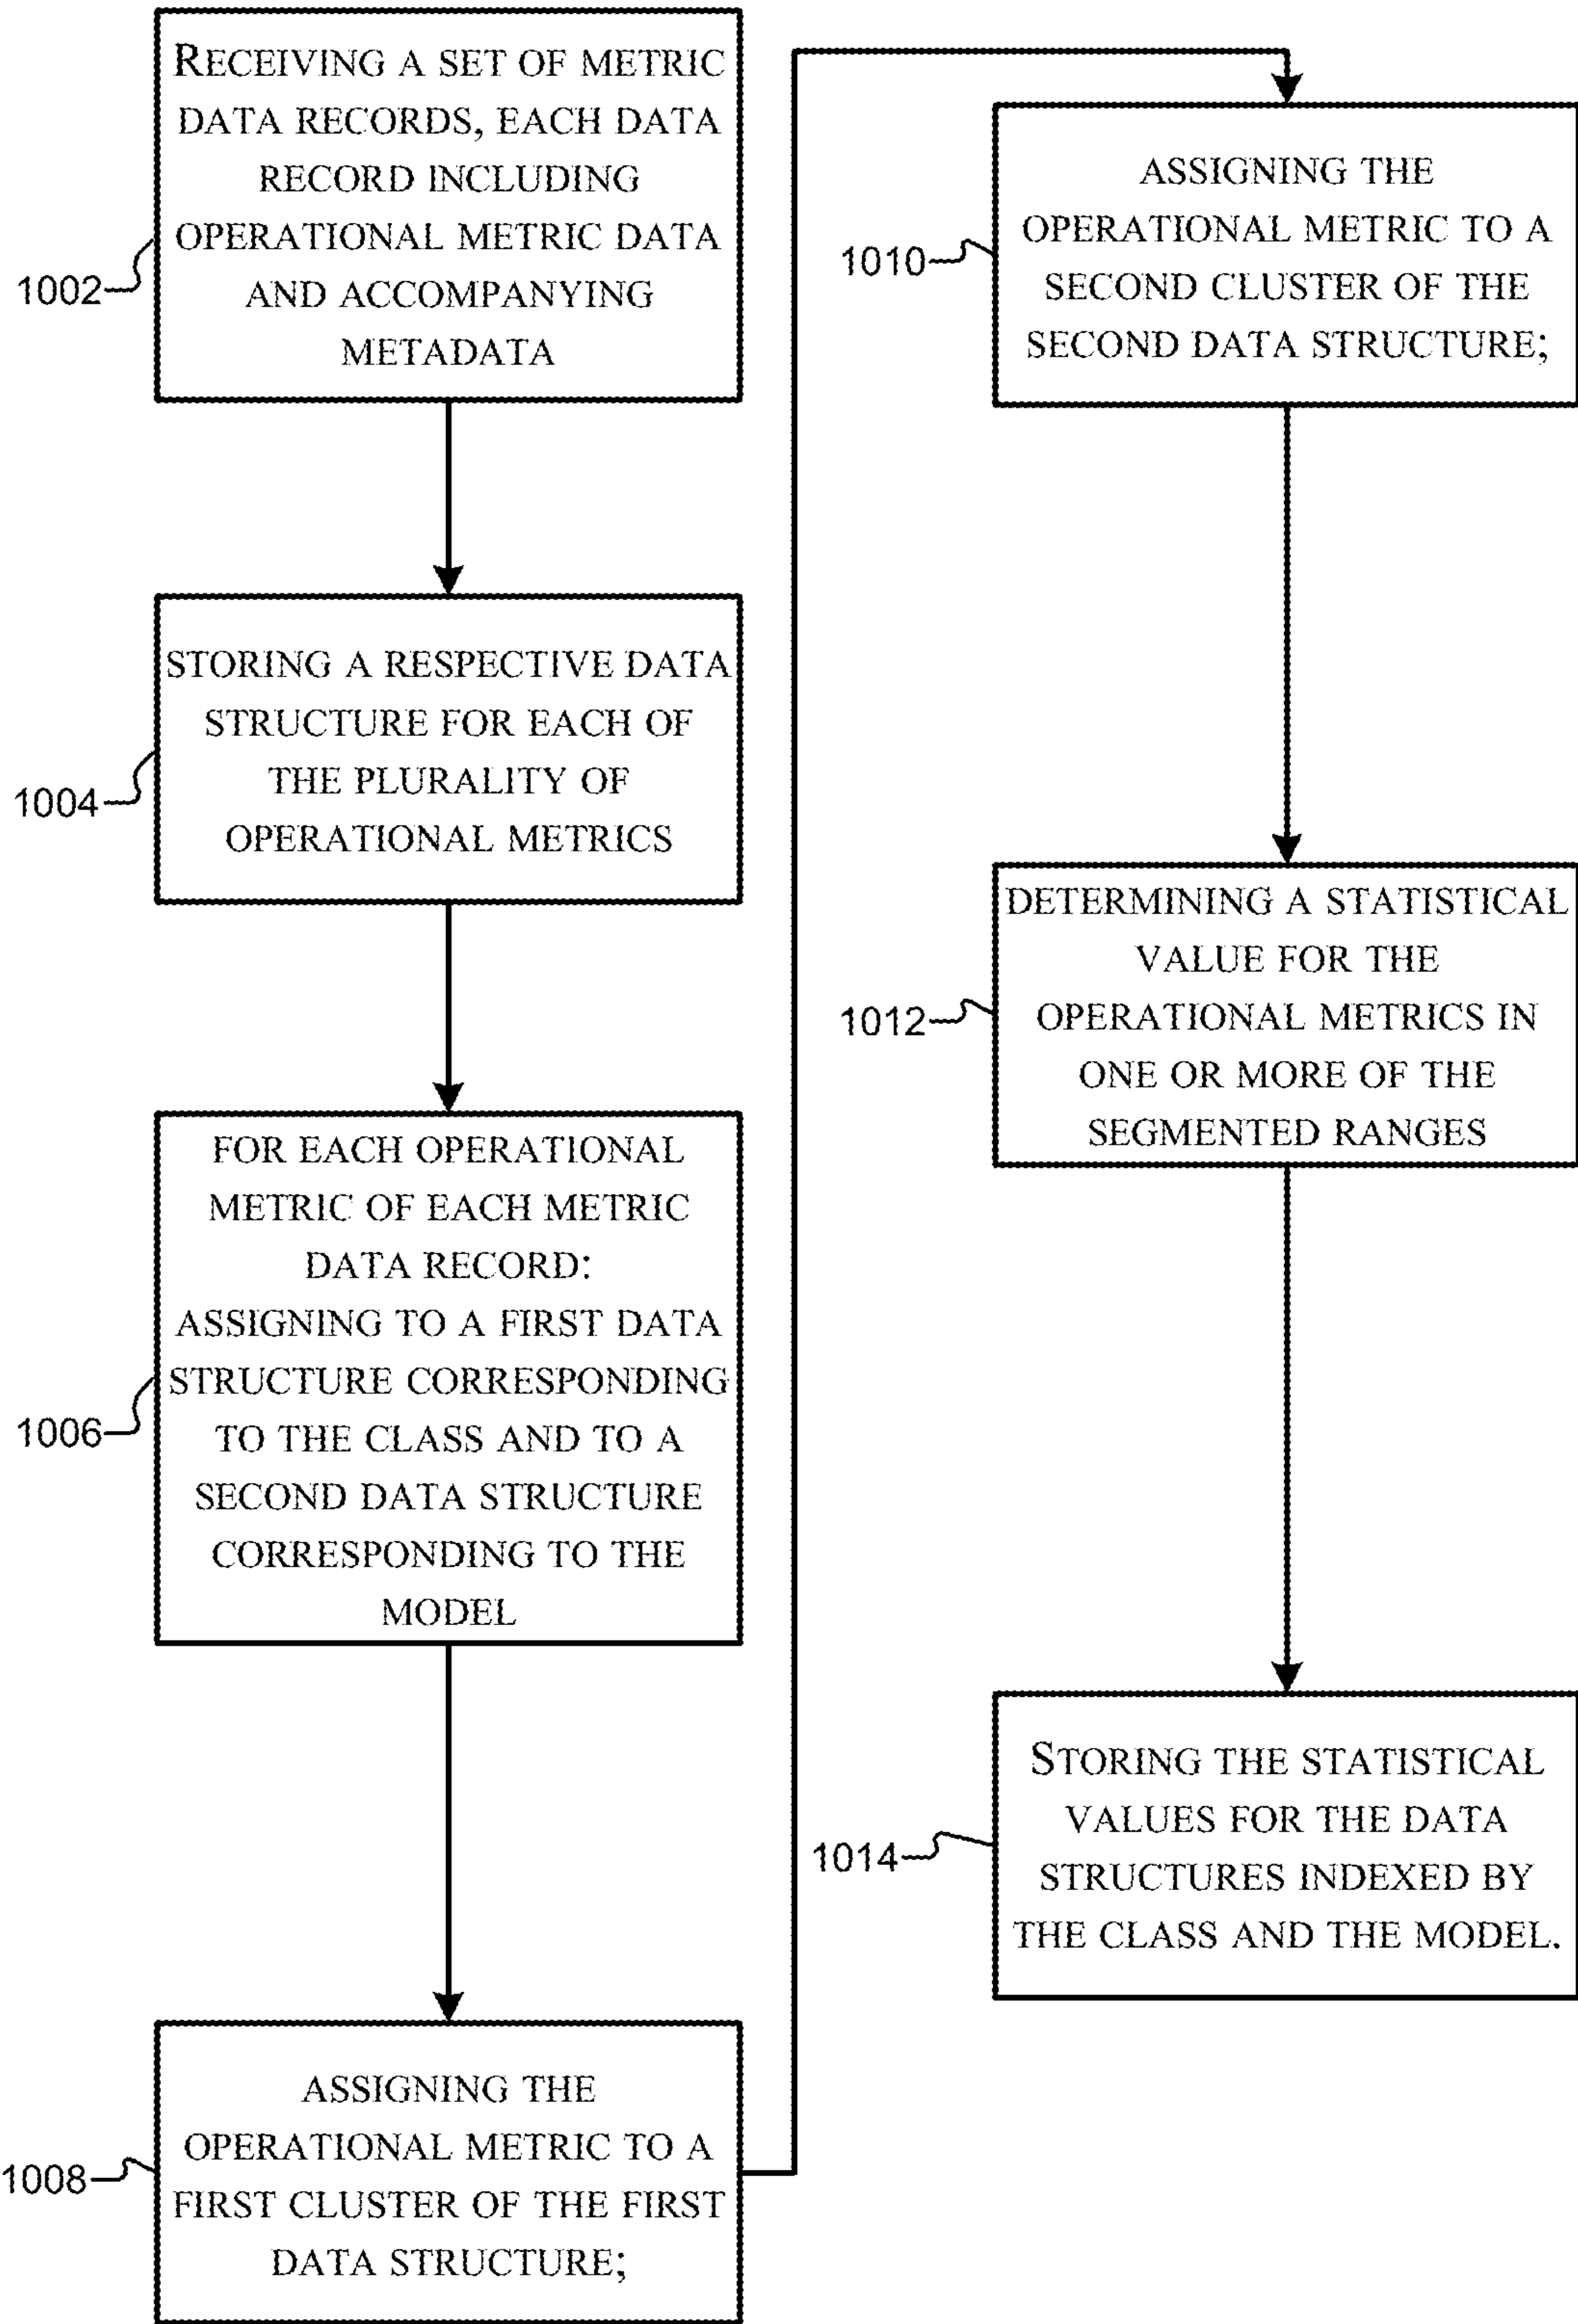 RECEIVING A SET OF METRIC
DATA RECORDS, EACH DATA
RECORD INCLUDING
OPERATIONAL METRIC DATA
AND ACCOMPANYING
METADATA
1002
STORING A RESPECTIVE DATA
STRUCTURE FOR EACH OF
THE PLURALITY OF
OPERATIONAL METRICS
1004
FOR EACH OPERATIONAL
METRIC OF EACH METRIC
DATA RECORD:
ASSIGNING TO A FIRST DATA
STRUCTURE CORRESPONDING
TO THE CLASS AND TO A
SECOND DATA STRUCTURE
CORRESPONDING TO THE
MODEL
1006
ASSIGNING THE
OPERATIONAL METRIC TO A
FIRST CLUSTER OF THE FIRST
DATA STRUCTURE;
1008
ASSIGNING THE
OPERATIONAL METRIC TO A
SECOND CLUSTER OF THE
SECOND DATA STRUCTURE;
1010
DETERMINING A STATISTICAL
VALUE FOR THE
OPERATIONAL METRICS IN
ONE OR MORE OF THE
SEGMENTED RANGES
1012
STORING THE STATISTICAL
VALUES FOR THE DATA
STRUCTURES INDEXED BY
THE CLASS AND THE MODEL.
1014